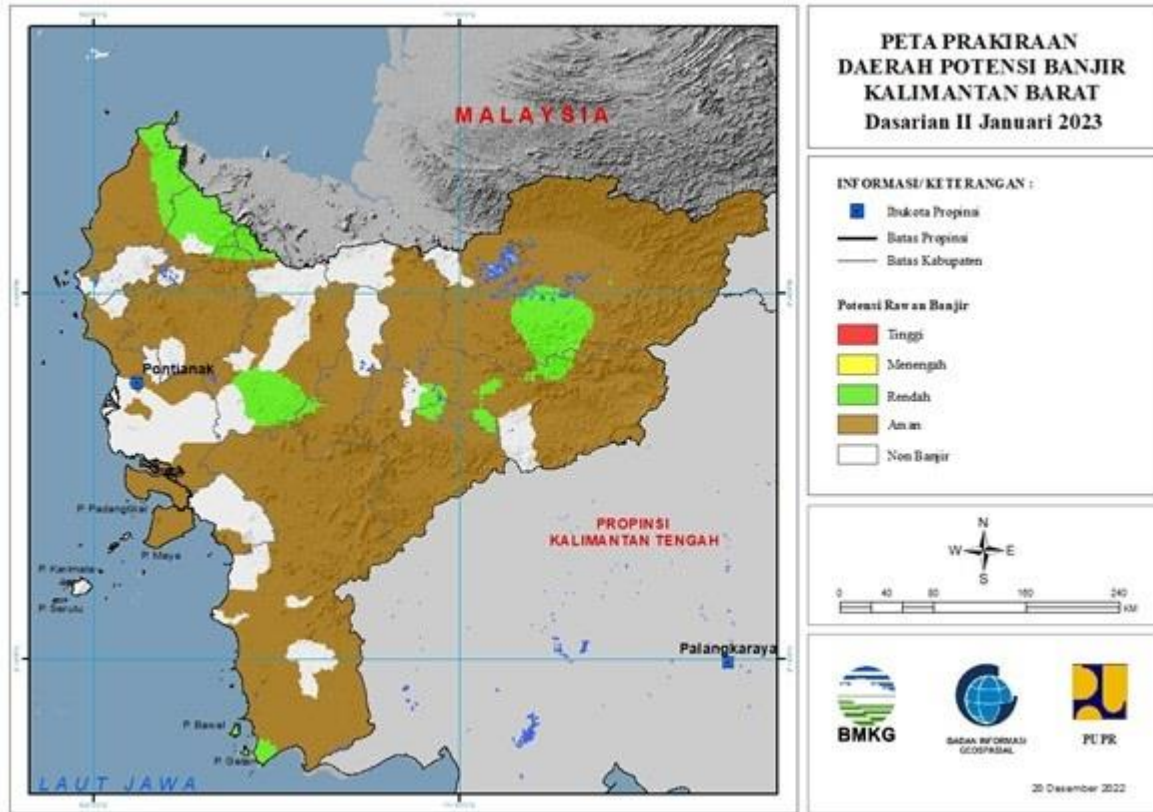 MALAYSIA
Pontianak
P. Padangtikar
P. Maya
P. Karimata
P. Serutu
PROPINSI
KALIMANTAN TENGAH
Palangkaraya
P. Bawal
P. Gelam
LAUT JAWA
PETA PRAKIRAAN
DAERAH POTENSI BANJIR
KALIMANTAN BARAT
Dasarian II Januari 2023
INFORMASI/ KETERANGAN :
Ibukota Propinsi
Batas Propinsi
Batas Kabupaten
Potensi Rawan Banjir
Tinggi
Menengah
Rendah
Aman
Non Banjir
N
W E
S
0 40 80 160 240
KM
BMKG
BADAN INFORMASI
GEOSPASIAL
PUPR
20 Desember 2022